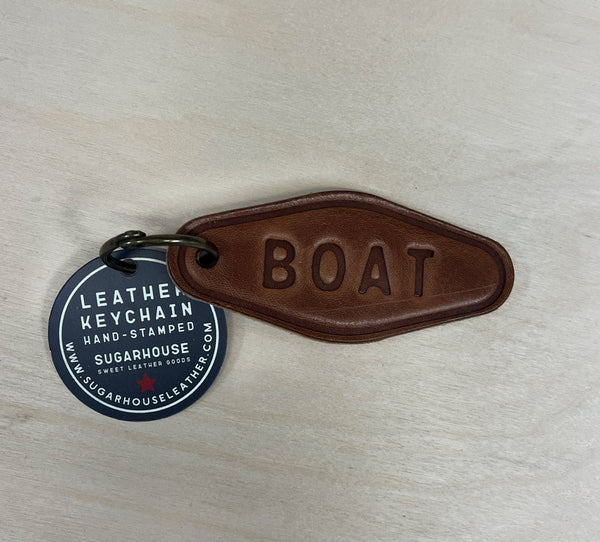 BOAT
LEATHER
KEYCHAIN
HAND-STAMPED
SUGARHOUSE
SWEET LEATHER GOODS
WWW.SUGARHOUSELEATHER.COM